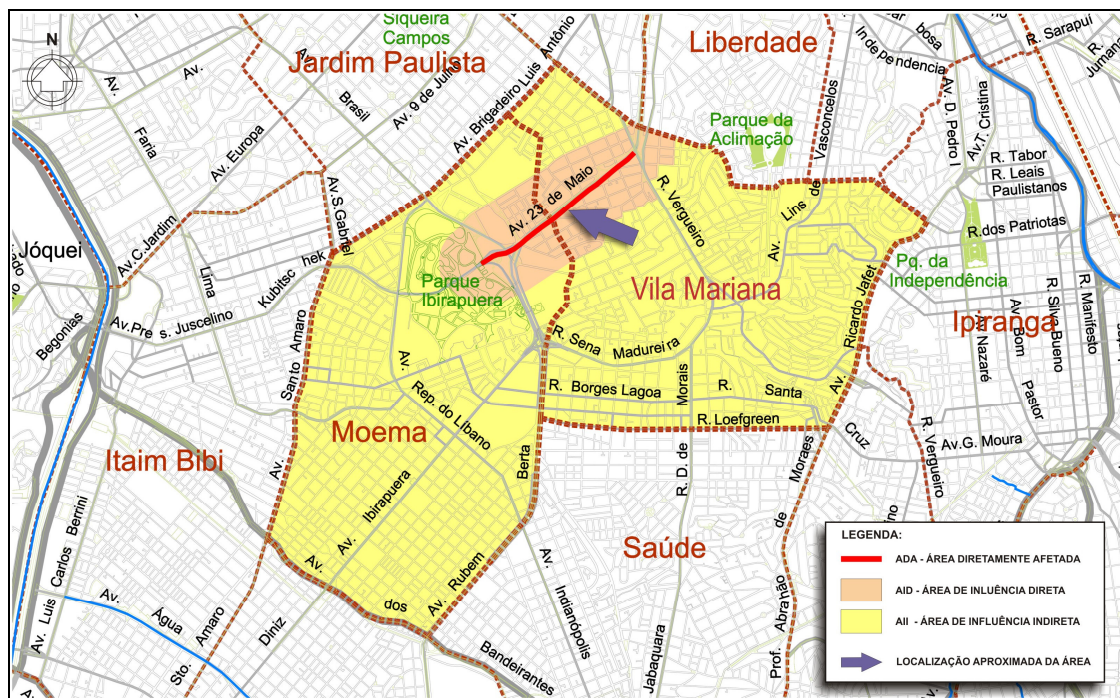 N
Siqueira
Campos
Jardim Paulista
Liberdade
Itaim Bibi
Moema
Vila Mariana
Saúde
Ipiranga
Jóquei
Parque da
Aclimação
Parque
Ibirapuera
Pq. da
Independência
Av.
Faria
Lima
Av.
Av. Europa
Brasil
Av. 9 de Julho
Av. Brigadeiro Luis Antônio
Av. S.Gabriel
Av.C.Jardim
Av.Pre s. Juscelino
Kubitsc hek
Begonias
Av. 23 de Maio
R. Vergueiro
Av. Lins de
Vasconcelos
Independencia
bosa
R. Sarapuí
R.
Av. D. Pedro I
Av.T. Cristina
R. Tabor
R. Leais
Paulistanos
R.dos Patriotas
R. Silva Bueno
R. Manifesto
Av. Bom
Pastor
Av. Nazaré
Av. Ricardo Jafet
R. Sena Madureira
R. Borges Lagoa
R. Santa
Cruz
R. Loefgreen
Morais
R. D. de
Jabaquara
Prof. Abrahão de Moraes
R. Vergueiro
Av.G. Moura
Av. Santo Amaro
Av. Rep. do Líbano
Av. Ibirapuera
Av. Rubem Berta
Av. Indianópolis
Av. dos Bandeirantes
Av. Luis Carlos Berrini
Av. Água
Sto. Amaro
Diniz
Av.
LEGENDA:
ADA - ÁREA DIRETAMENTE AFETADA
AID - ÁREA DE INLUÊNCIA DIRETA
AII - ÁREA DE INFLUÊNCIA INDIRETA
LOCALIZAÇÃO APROXIMADA DA ÁREA